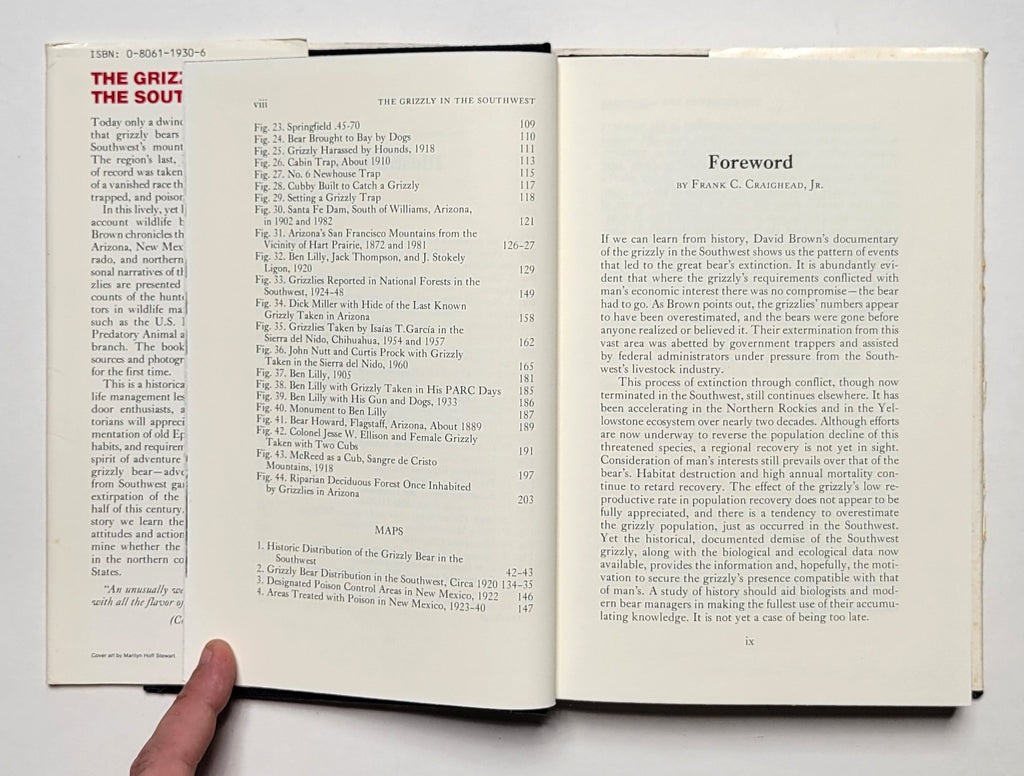 ISBN: 0-8061-1930-6
THE GRIZZ
THE SOUT
Today only a dwind
that grizzly bears
Southwest's mount
The region's last,
of record was taken
of a vanished race th
trapped, and poison
In this lively, yet l
account wildlife b
Brown chronicles th
Arizona, New Mex
rado, and northern
sonal narratives of th
zlies are presented
counts of the hunt
tors in wildlife ma
such as the U.S.
Predatory Animal a
branch. The book
sources and photogr
for the first time.
This is a historica
life management les
door enthusiasts, a
torians will appreci
mentation of old Ep
habits, and requirem
spirit of adventure
grizzly bear—adve
from Southwest ga
extirpation of the
half of this century.
story we learn the
attitudes and action
mine whether the
in the northern co
States.
"An unusually we
with all the flavor of
Cover art by Marilyn Hoff Stewart.
viii
THE GRIZZLY IN THE SOUTHWEST
Fig. 23. Springfield .45-70 109
Fig. 24. Bear Brought to Bay by Dogs 110
Fig. 25. Grizzly Harassed by Hounds, 1918 111
Fig. 26. Cabin Trap, About 1910 113
Fig. 27. No. 6 Newhouse Trap 115
Fig. 28. Cubby Built to Catch a Grizzly 117
Fig. 29. Setting a Grizzly Trap 118
Fig. 30. Santa Fe Dam, South of Williams, Arizona,
in 1902 and 1982 121
Fig. 31. Arizona's San Francisco Mountains from the
Vicinity of Hart Prairie, 1872 and 1981 126-27
Fig. 32. Ben Lilly, Jack Thompson, and J. Stokely
Ligon, 1920 129
Fig. 33. Grizzlies Reported in National Forests in the
Southwest, 1924-48 149
Fig. 34. Dick Miller with Hide of the Last Known
Grizzly Taken in Arizona 158
Fig. 35. Grizzlies Taken by Isaías T. García in the
Sierra del Nido, Chihuahua, 1954 and 1957 162
Fig. 36. John Nutt and Curtis Prock with Grizzly
Taken in the Sierra del Nido, 1960 165
Fig. 37. Ben Lilly, 1905 181
Fig. 38. Ben Lilly with Grizzly Taken in His PARC Days 185
Fig. 39. Ben Lilly with His Gun and Dogs, 1933 186
Fig. 40. Monument to Ben Lilly 187
Fig. 41. Bear Howard, Flagstaff, Arizona, About 1889 189
Fig. 42. Colonel Jesse W. Ellison and Female Grizzly
Taken with Two Cubs 191
Fig. 43. McReed as a Cub, Sangre de Cristo
Mountains, 1918 197
Fig. 44. Riparian Deciduous Forest Once Inhabited
by Grizzlies in Arizona 203
MAPS
1. Historic Distribution of the Grizzly Bear in the
Southwest 42-43
2. Grizzly Bear Distribution in the Southwest, Circa 1920 134-35
3. Designated Poison Control Areas in New Mexico, 1922 146
4. Areas Treated with Poison in New Mexico, 1923-40 147
Foreword
BY FRANK C. CRAIGHEAD, JR.
If we can learn from history, David Brown's documentary
of the grizzly in the Southwest shows us the pattern of events
that led to the great bear's extinction. It is abundantly evi-
dent that where the grizzly's requirements conflicted with
man's economic interest there was no compromise—the bear
had to go. As Brown points out, the grizzlies' numbers appear
to have been overestimated, and the bears were gone before
anyone realized or believed it. Their extermination from this
vast area was abetted by government trappers and assisted
by federal administrators under pressure from the South-
west's livestock industry.
This process of extinction through conflict, though now
terminated in the Southwest, still continues elsewhere. It has
been accelerating in the Northern Rockies and in the Yel-
lowstone ecosystem over nearly two decades. Although efforts
are now underway to reverse the population decline of this
threatened species, a regional recovery is not yet in sight.
Consideration of man's interests still prevails over that of the
bear's. Habitat destruction and high annual mortality con-
tinue to retard recovery. The effect of the grizzly's low re-
productive rate in population recovery does not appear to be
fully appreciated, and there is a tendency to overestimate
the grizzly population, just as occurred in the Southwest.
Yet the historical, documented demise of the Southwest
grizzly, along with the biological and ecological data now
available, provides the information and, hopefully, the moti-
vation to secure the grizzly's presence compatible with that
of man's. A study of history should aid biologists and mod-
ern bear managers in making the fullest use of their accumu-
lating knowledge. It is not yet a case of being too late.
ix